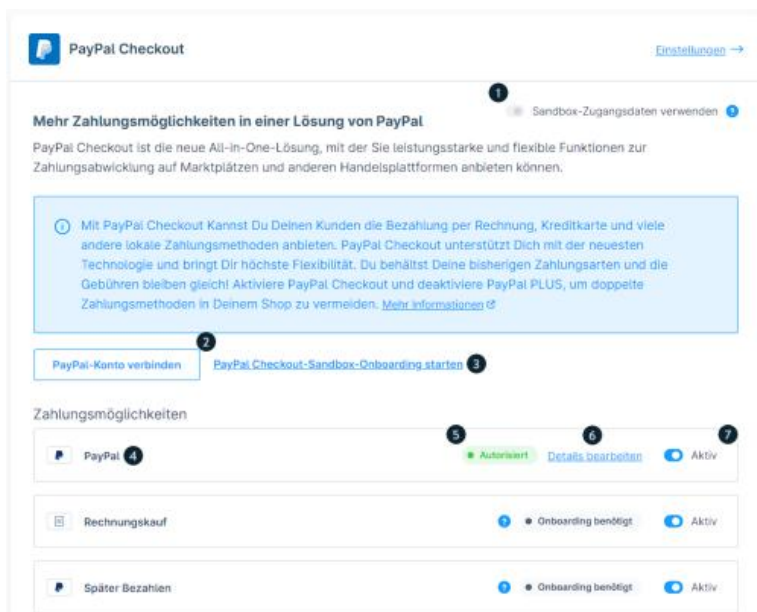 PayPal Checkout
Einstellungen →
1
Sandbox-Zugangsdaten verwenden ?
Mehr Zahlungsmöglichkeiten in einer Lösung von PayPal
PayPal Checkout ist die neue All-in-One-Lösung, mit der Sie leistungsstarke und flexible Funktionen zur
Zahlungsabwicklung auf Marktplätzen und anderen Handelsplattformen anbieten können.
Mit PayPal Checkout Kannst Du Deinen Kunden die Bezahlung per Rechnung, Kreditkarte und viele
andere lokale Zahlungsmethoden anbieten. PayPal Checkout unterstützt Dich mit der neuesten
Technologie und bringt Dir höchste Flexibilität. Du behältst Deine bisherigen Zahlungsarten und die
Gebühren bleiben gleich! Aktiviere PayPal Checkout und deaktiviere PayPal PLUS, um doppelte
Zahlungsmethoden in Deinem Shop zu vermeiden. Mehr Informationen
2
PayPal-Konto verbinden
PayPal Checkout-Sandbox-Onboarding starten 3
Zahlungsmöglichkeiten
5 6 7
PayPal 4 Autorisiert Details bearbeiten Aktiv
Rechnungskauf ? Onboarding benötigt Aktiv
Später Bezahlen ? Onboarding benötigt Aktiv